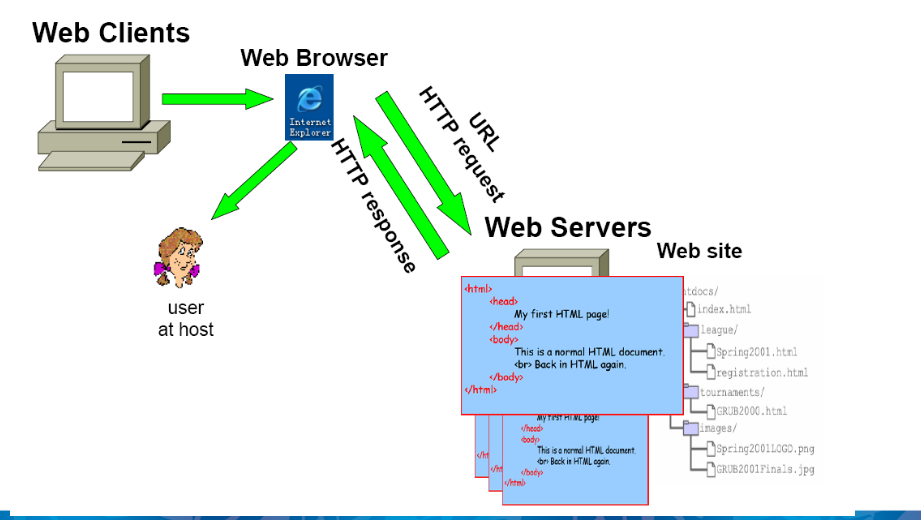 Web Clients
Web Browser
Internet
Explorer
URL
HTTP request
HTTP response
user
at host
Web Servers
Web site
<html>
<head>
My first HTML page!
</head>
<body>
This is a normal HTML document.
<br> Back in HTML again.
</body>
</html>
My first HTML page!
</head>
<body>
This is a normal HTML document.
<br> Back in HTML again.
</body>
</html>
</ht
</h
tdocs/
index.html
league/
Spring2001.html
registration.html
tournaments/
GRUB2000.html
images/
Spring2001LOGO.png
GRUB2001Finals.jpg